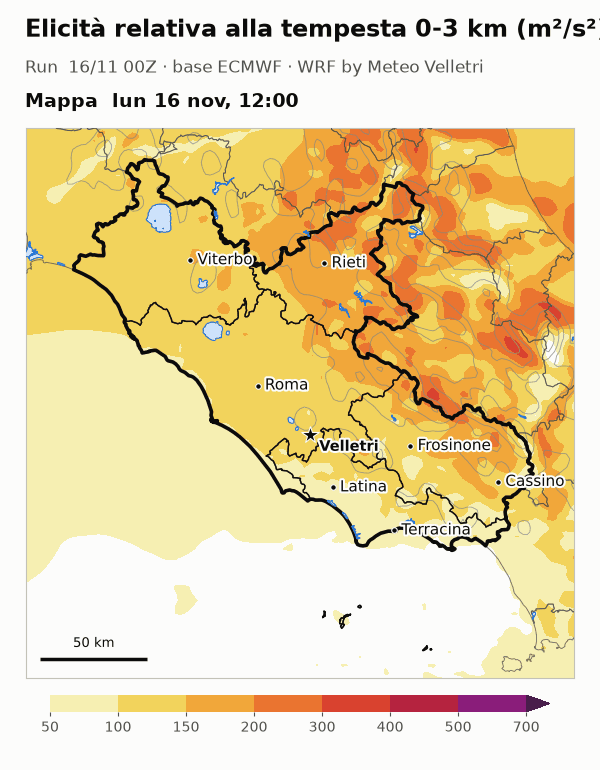 Elicità relativa alla tempesta 0-3 km (m²/s²)
Run  16/11 00Z · base ECMWF · WRF by Meteo Velletri
Mappa  lun 16 nov, 12:00
Viterbo
Rieti
Roma
Velletri
Frosinone
Cassino
Latina
Terracina
50 km
50 100 150 200 300 400 500 700